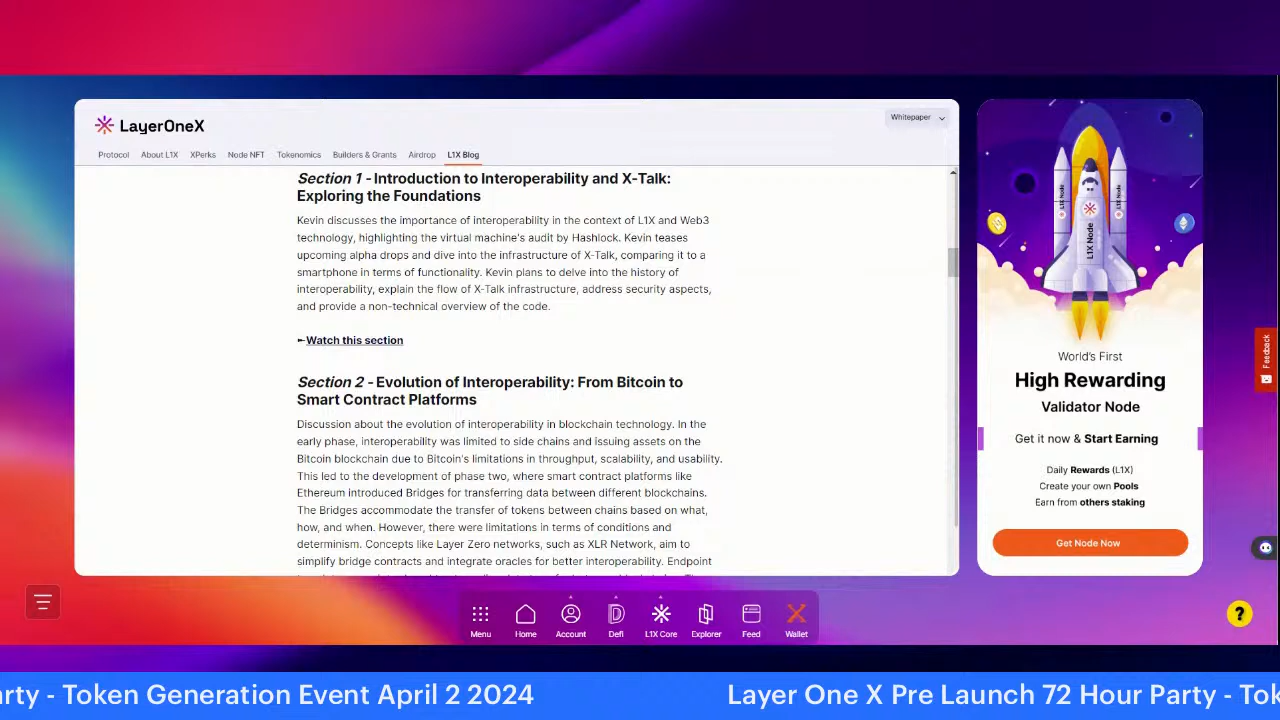 LayerOneX
Whitepaper
Protocol About L1X XPerks Node NFT Tokenomics Builders & Grants Airdrop L1X Blog
Section 1 - Introduction to Interoperability and X-Talk:
Exploring the Foundations
Kevin discusses the importance of interoperability in the context of L1X and Web3
technology, highlighting the virtual machine's audit by Hashlock. Kevin teases
upcoming alpha drops and dive into the infrastructure of X-Talk, comparing it to a
smartphone in terms of functionality. Kevin plans to delve into the history of
interoperability, explain the flow of X-Talk infrastructure, address security aspects,
and provide a non-technical overview of the code.
Watch this section
Section 2 - Evolution of Interoperability: From Bitcoin to
Smart Contract Platforms
Discussion about the evolution of interoperability in blockchain technology. In the
early phase, interoperability was limited to side chains and issuing assets on the
Bitcoin blockchain due to Bitcoin's limitations in throughput, scalability, and usability.
This led to the development of phase two, where smart contract platforms like
Ethereum introduced Bridges for transferring data between different blockchains.
The Bridges accommodate the transfer of tokens between chains based on what,
how, and when. However, there were limitations in terms of conditions and
determinism. Concepts like Layer Zero networks, such as XLR Network, aim to
simplify bridge contracts and integrate oracles for better interoperability. Endpoint
L1X Node
L1X Node
L1X Node
World's First
High Rewarding
Validator Node
Get it now & Start Earning
Daily Rewards (L1X)
Create your own Pools
Earn from others staking
Get Node Now
Feedback
?
Menu Home Account Defi L1X Core Explorer Feed Wallet
arty - Token Generation Event April 2 2024 Layer One X Pre Launch 72 Hour Party - Tok